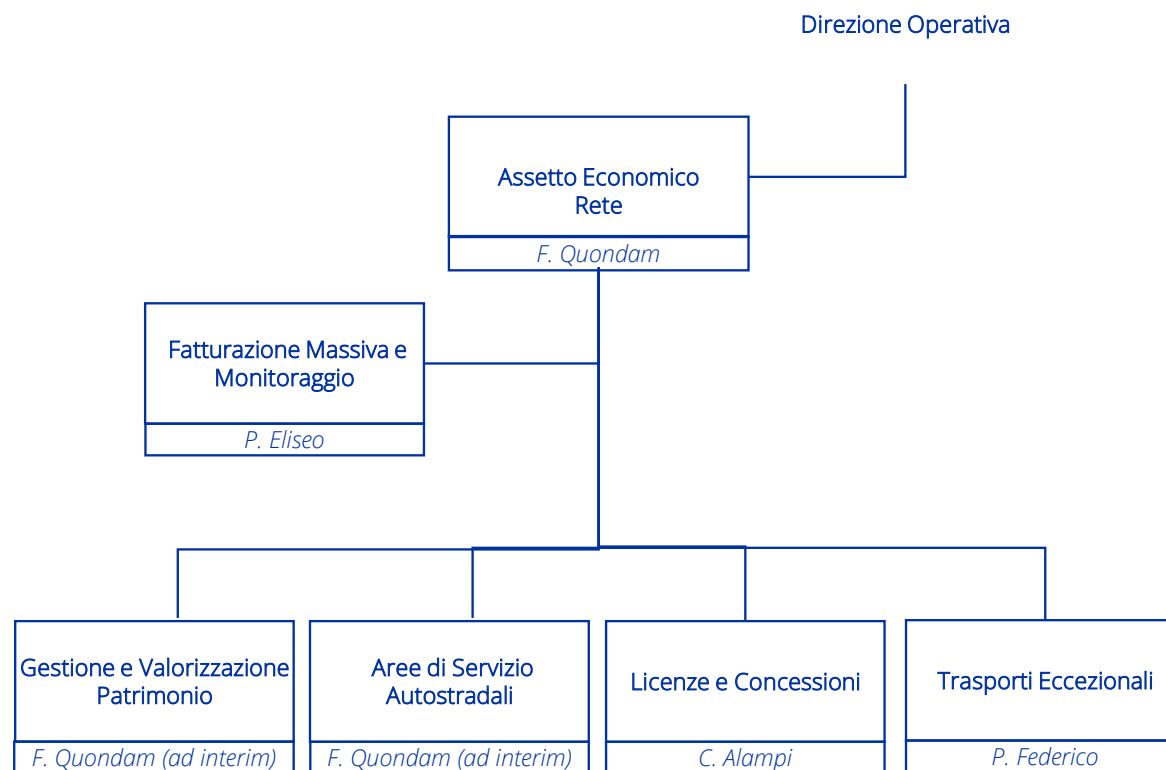 Direzione Operativa
Assetto Economico
Rete
F. Quondam
Fatturazione Massiva e
Monitoraggio
P. Eliseo
Gestione e Valorizzazione
Patrimonio
F. Quondam (ad interim)
Aree di Servizio
Autostradali
F. Quondam (ad interim)
Licenze e Concessioni
C. Alampi
Trasporti Eccezionali
P. Federico